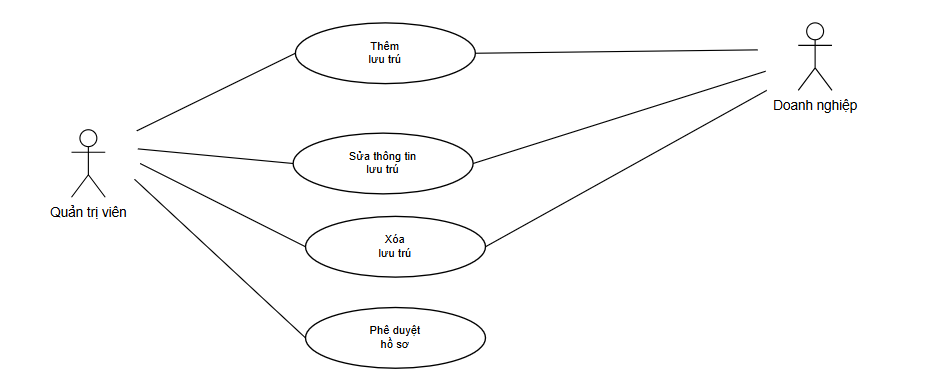 Thêm
lưu trú
Doanh nghiệp
Sửa thông tin
lưu trú
Quản trị viên
Xóa
lưu trú
Phê duyệt
hồ sơ